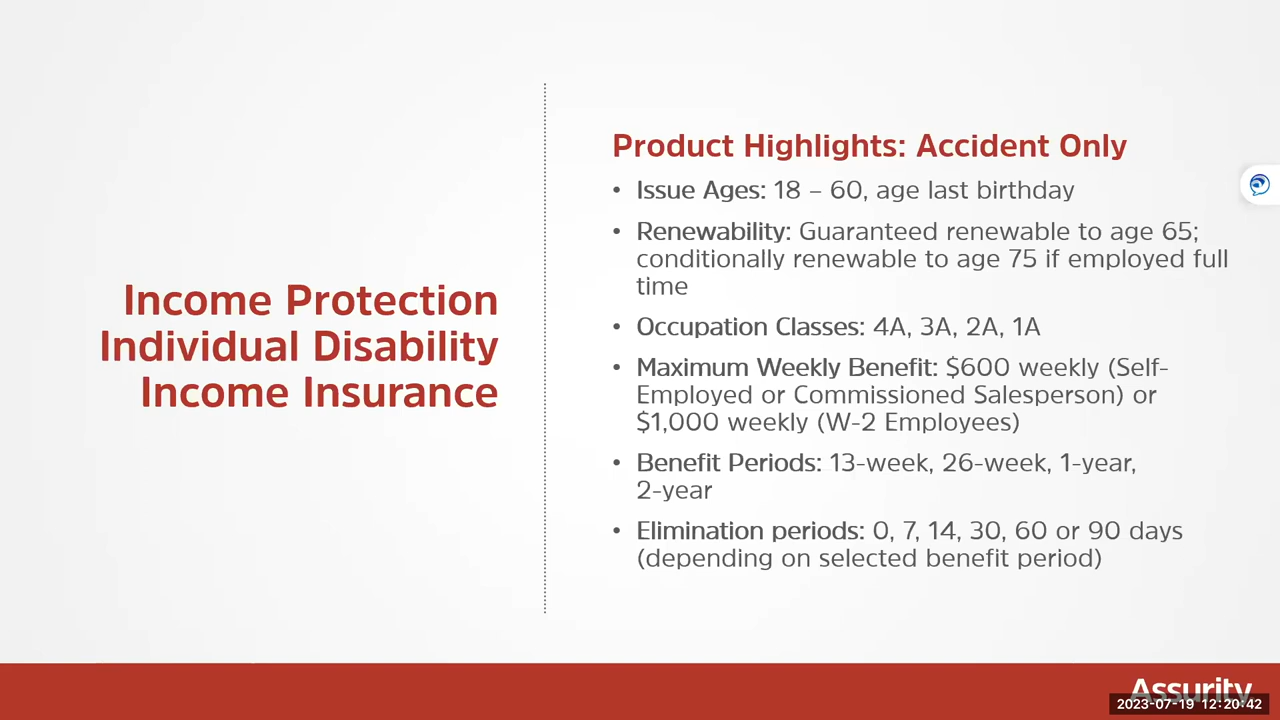 Income Protection
Individual Disability
Income Insurance
Product Highlights: Accident Only
• Issue Ages: 18 – 60, age last birthday
• Renewability: Guaranteed renewable to age 65;
conditionally renewable to age 75 if employed full
time
• Occupation Classes: 4A, 3A, 2A, 1A
• Maximum Weekly Benefit: $600 weekly (Self-
Employed or Commissioned Salesperson) or
$1,000 weekly (W-2 Employees)
• Benefit Periods: 13-week, 26-week, 1-year,
2-year
• Elimination periods: 0, 7, 14, 30, 60 or 90 days
(depending on selected benefit period)
Assurity
2023-07-19 12:20:42